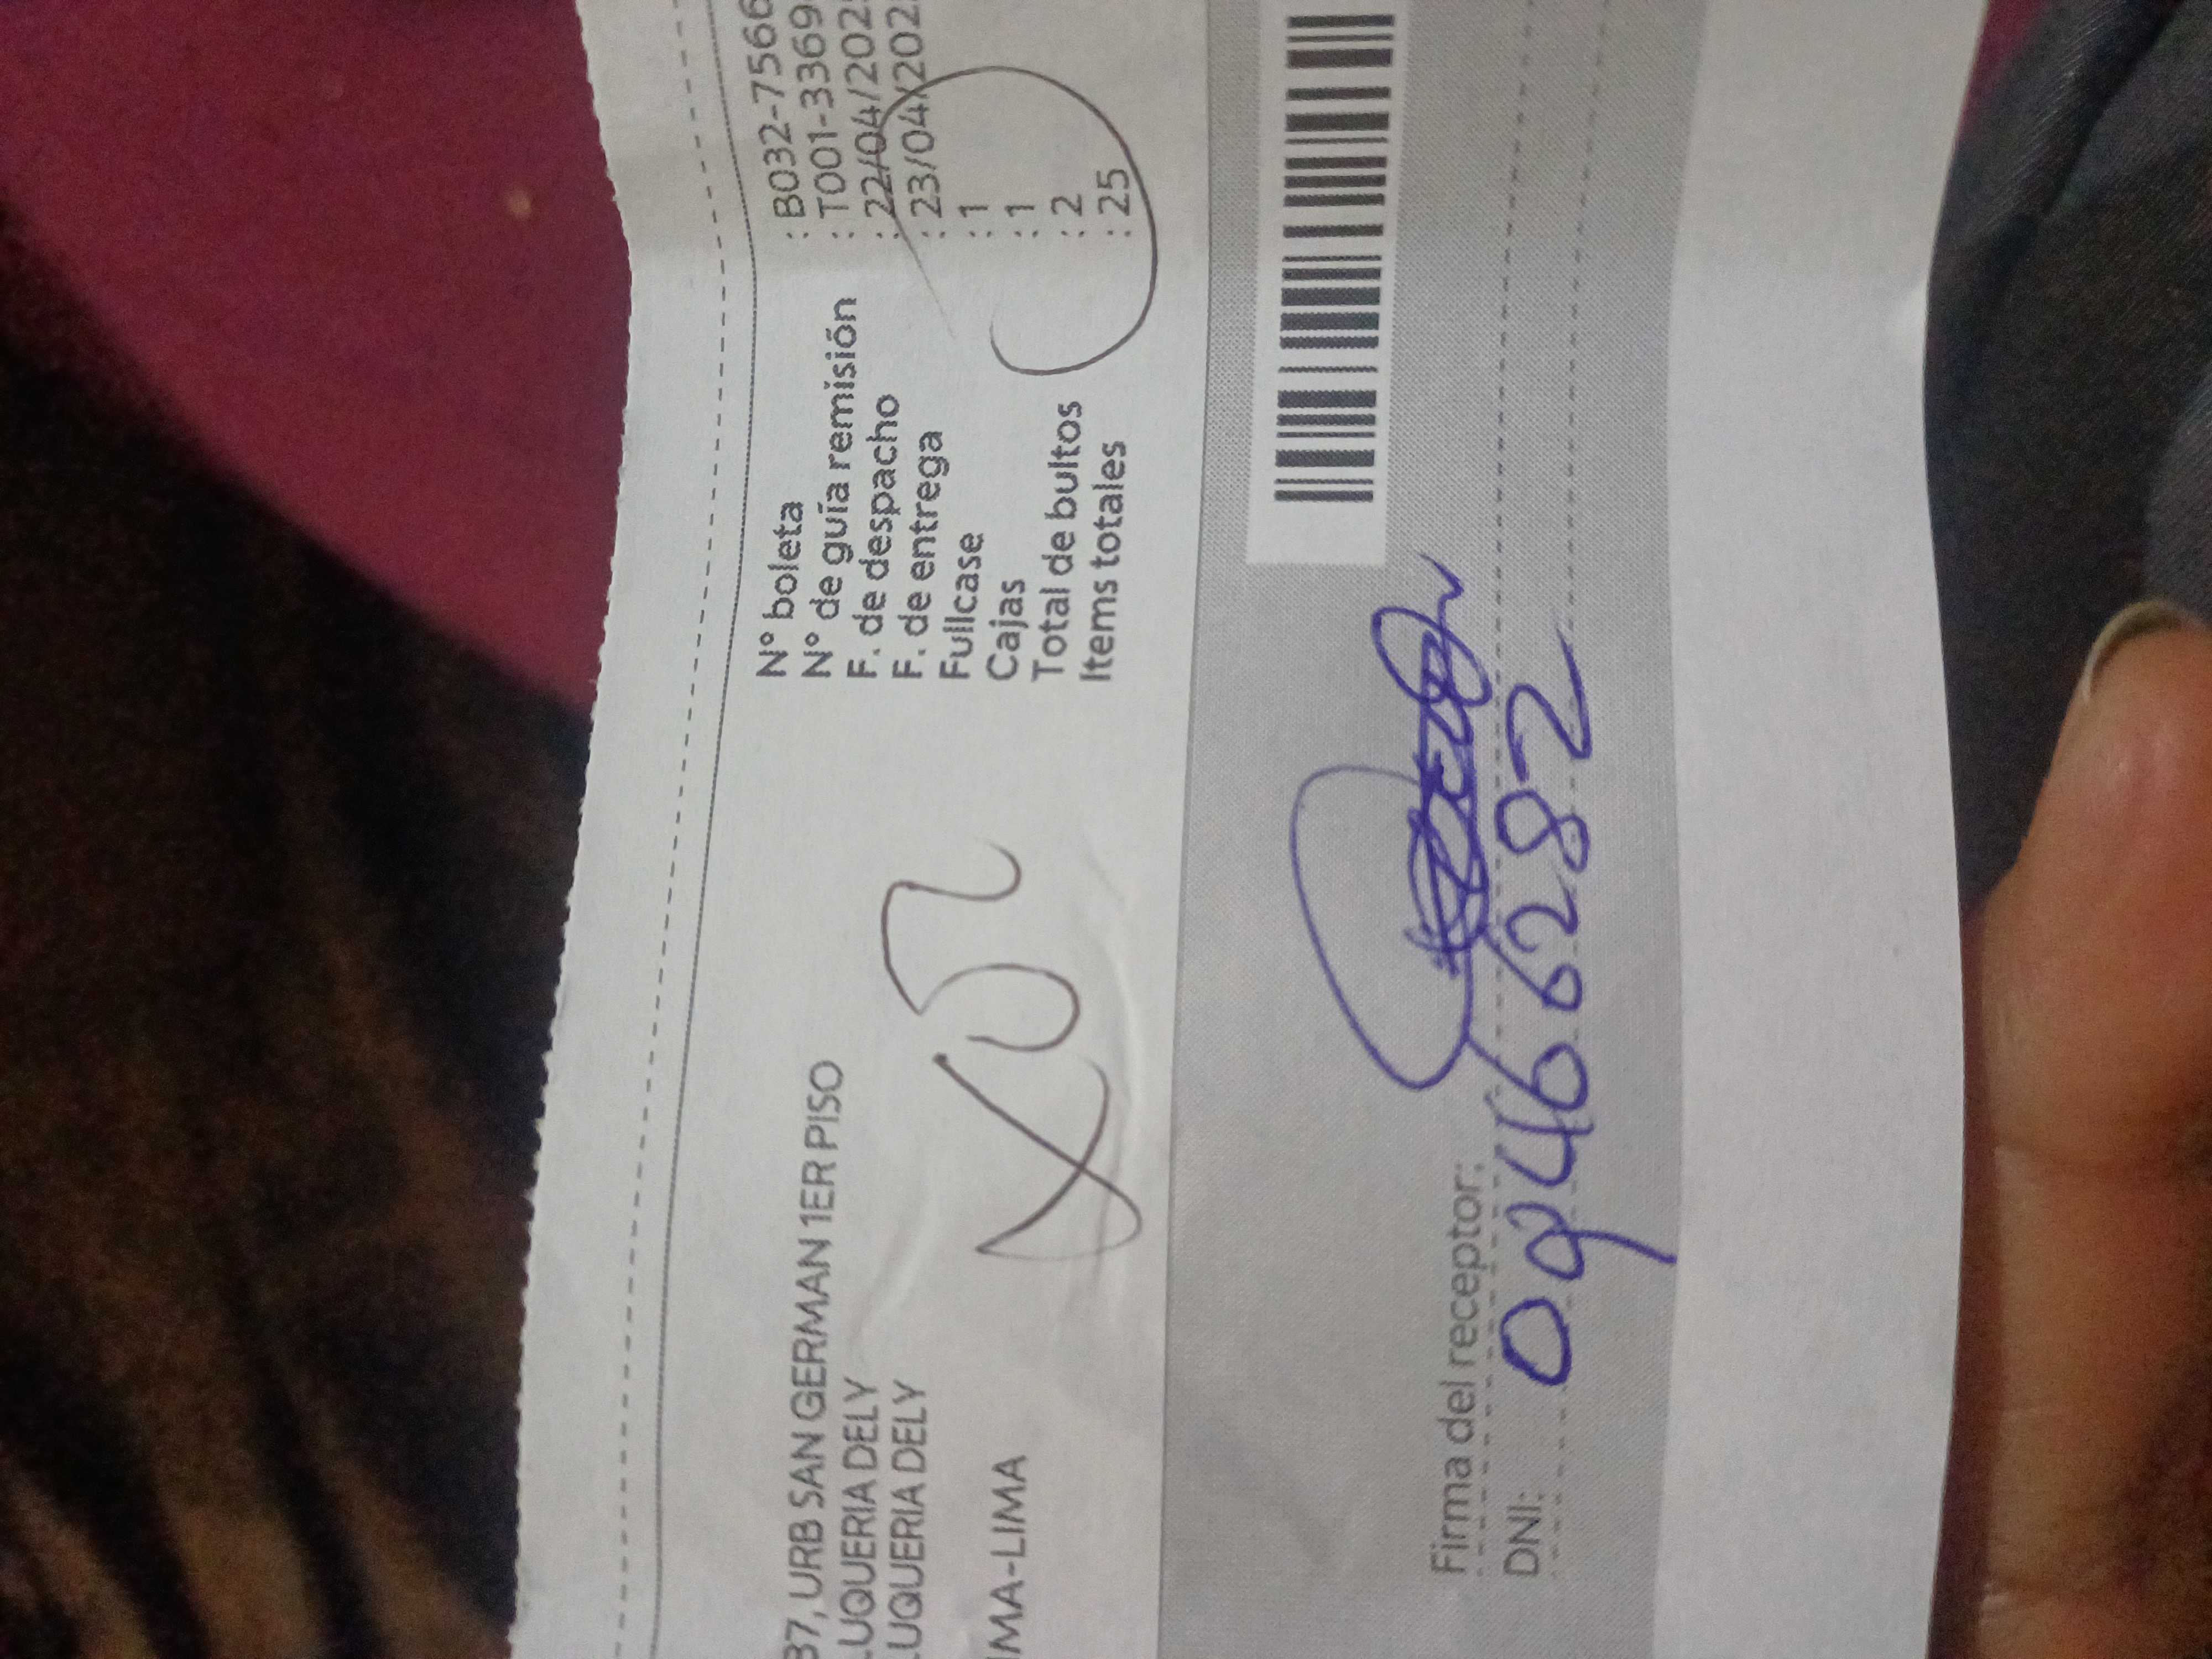 37, URB SAN GERMAN 1ER PISO
LUQUERIA DELY
LUQUERIA DELY
IMA-LIMA
N° boleta : B032-7566
N° de guía remisión : T001-3369
F. de despacho : 22/04/202
F. de entrega : 23/04/202
Fullcase : 1
Cajas : 1
Total de bultos : 2
Items totales : 25
Firma del receptor:
DNI: 09466282